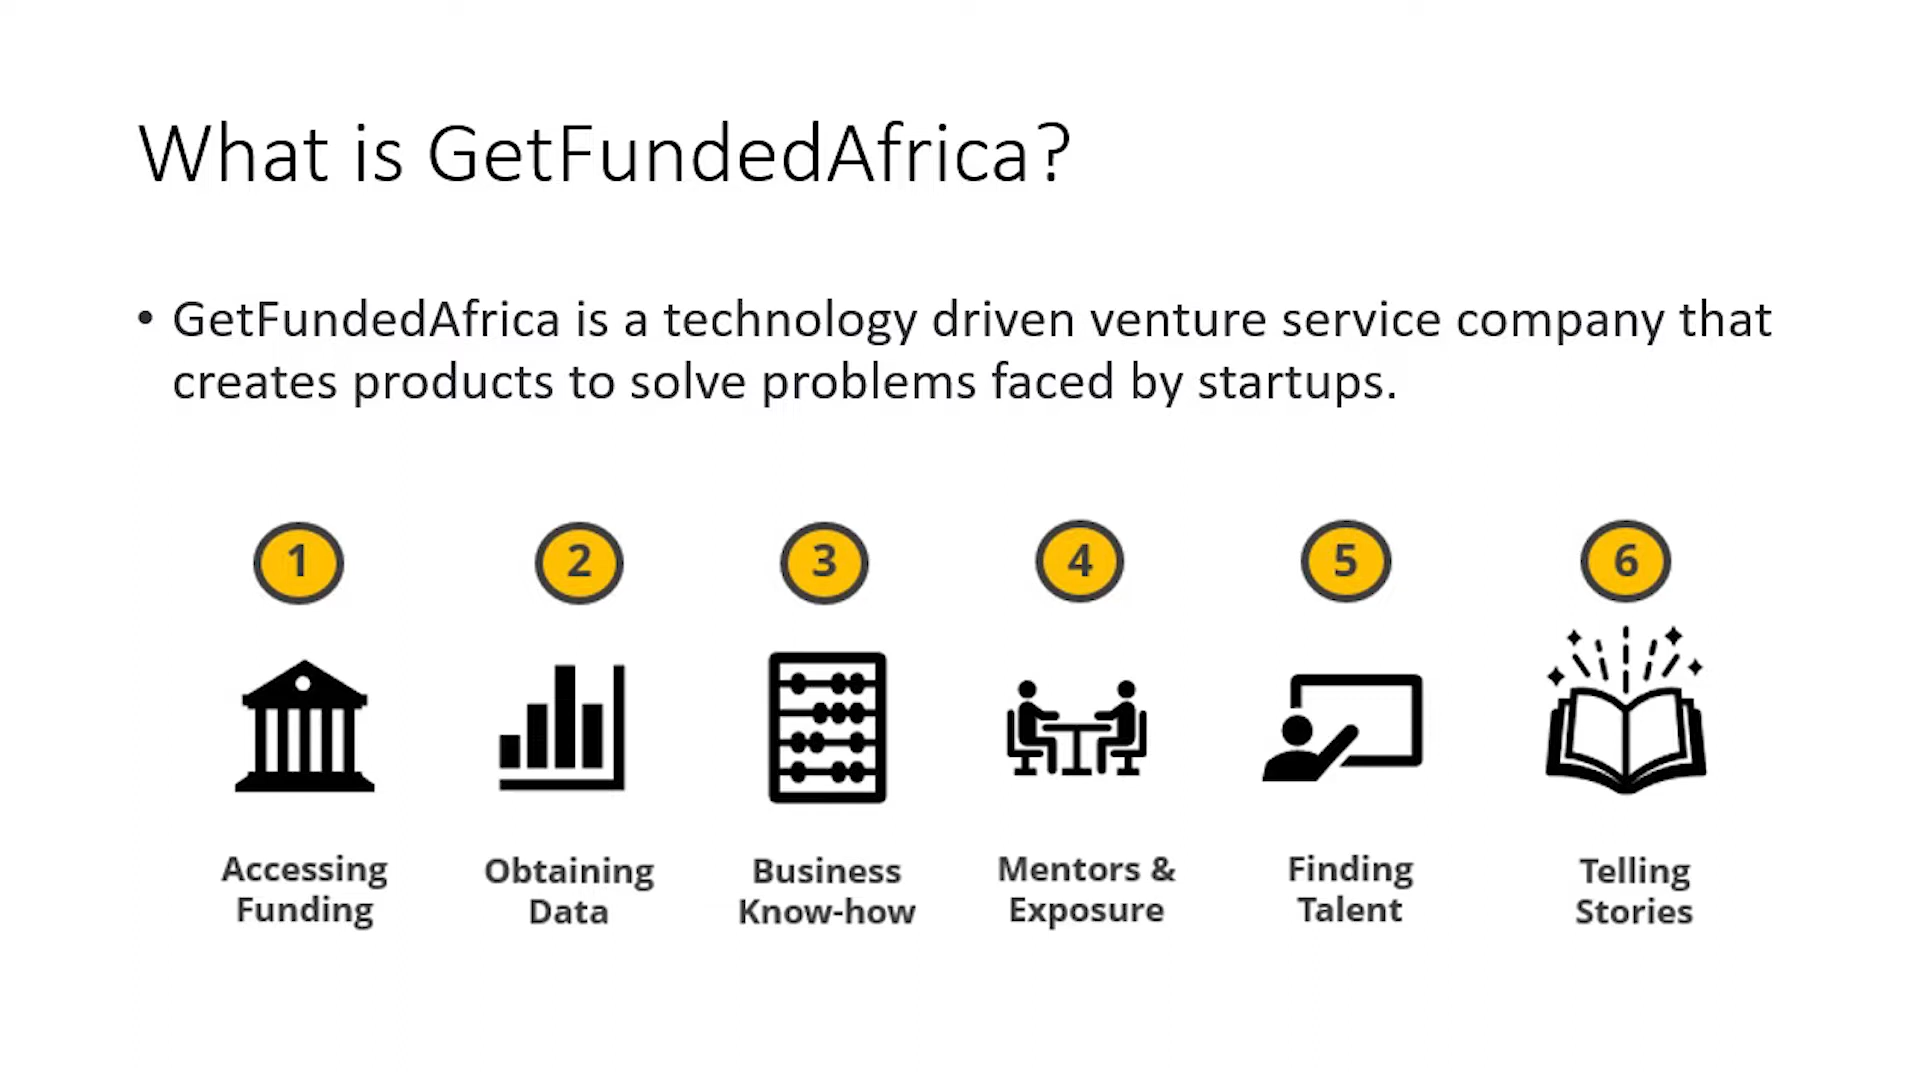 What is GetFundedAfrica?
• GetFundedAfrica is a technology driven venture service company that
creates products to solve problems faced by startups.
1
2
3
4
5
6
Accessing
Funding
Obtaining
Data
Business
Know-how
Mentors &
Exposure
Finding
Talent
Telling
Stories